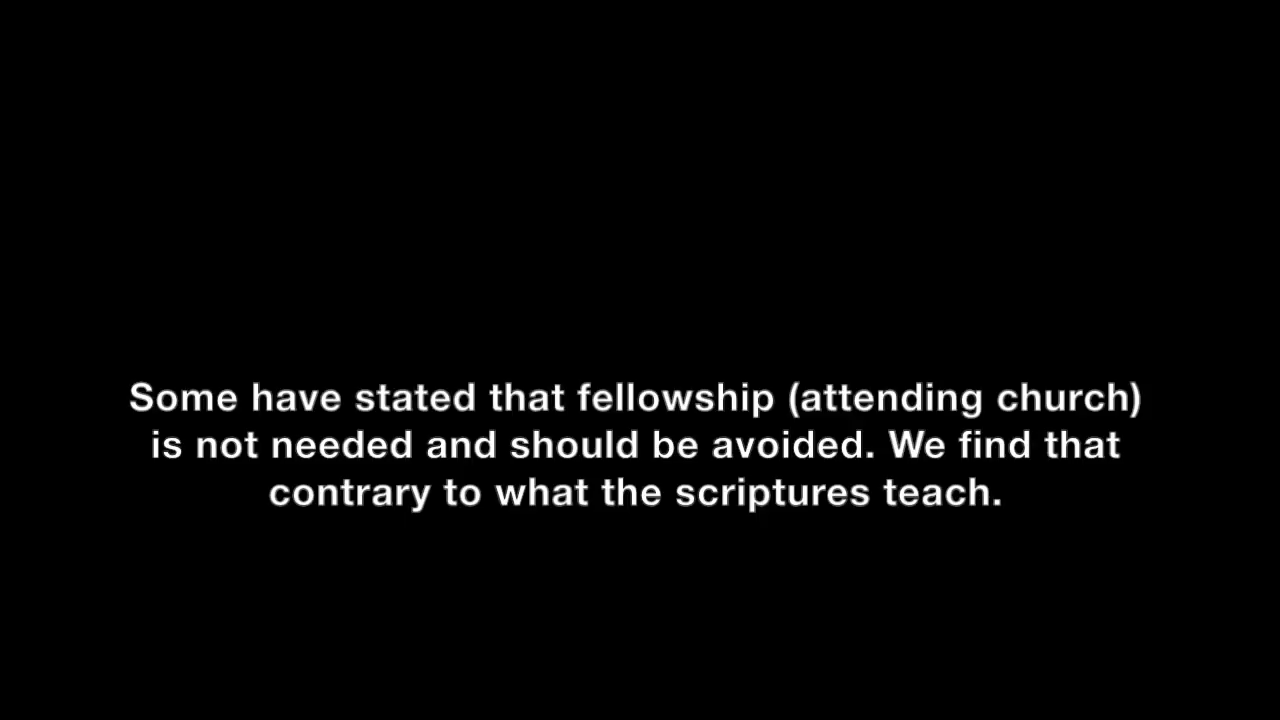 Some have stated that fellowship (attending church)
is not needed and should be avoided. We find that
contrary to what the scriptures teach.